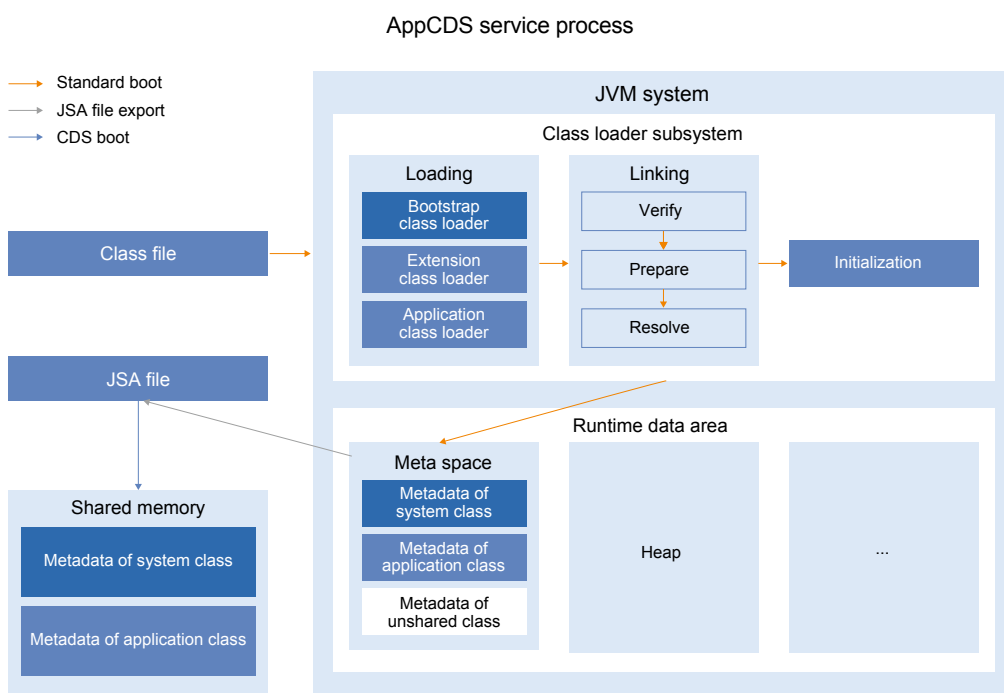 AppCDS service process
Standard boot
JSA file export
CDS boot
JVM system
Class loader subsystem
Loading
Bootstrap
class loader
Extension
class loader
Application
class loader
Linking
Verify
Prepare
Resolve
Initialization
Class file
JSA file
Shared memory
Metadata of system class
Metadata of application class
Runtime data area
Meta space
Metadata of
system class
Metadata of
application class
Metadata of
unshared class
Heap
...